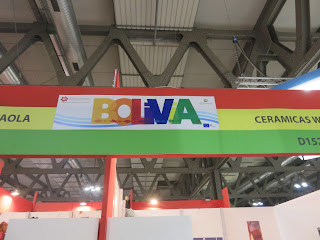 AOLA
BOLIVIA
CERAMICAS W
D157